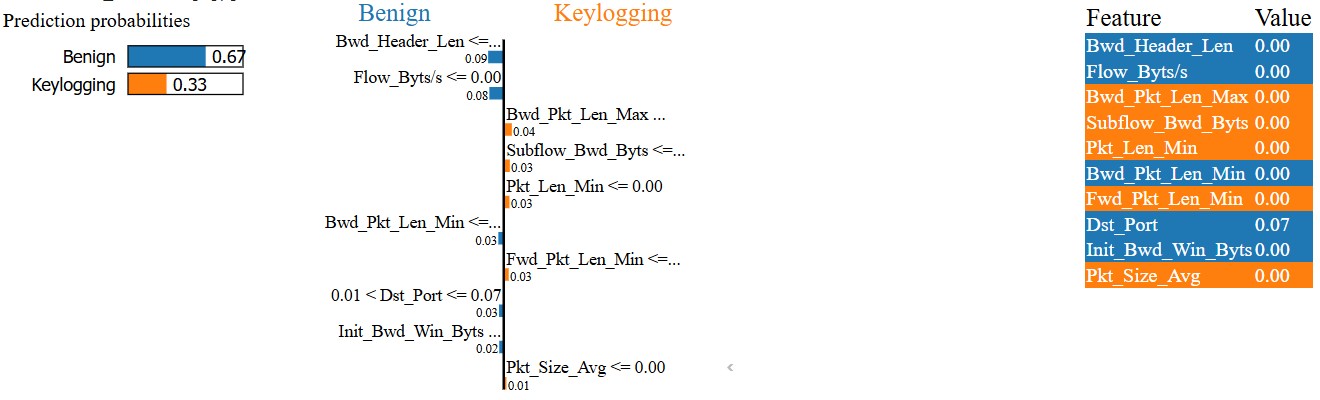 Prediction probabilities
Benign 0.67
Keylogging 0.33
Benign Keylogging
Bwd_Header_Len <=...
0.09
Flow_Byts/s <= 0.00
0.08
Bwd_Pkt_Len_Max ...
0.04
Subflow_Bwd_Byts <=...
0.03
Pkt_Len_Min <= 0.00
0.03
Bwd_Pkt_Len_Min <=...
0.03
Fwd_Pkt_Len_Min <=...
0.03
0.01 < Dst_Port <= 0.07
0.03
Init_Bwd_Win_Byts ...
0.02
Pkt_Size_Avg <= 0.00
0.01
Feature Value
Bwd_Header_Len 0.00
Flow_Byts/s 0.00
Bwd_Pkt_Len_Max 0.00
Subflow_Bwd_Byts 0.00
Pkt_Len_Min 0.00
Bwd_Pkt_Len_Min 0.00
Fwd_Pkt_Len_Min 0.00
Dst_Port 0.07
Init_Bwd_Win_Byts 0.00
Pkt_Size_Avg 0.00